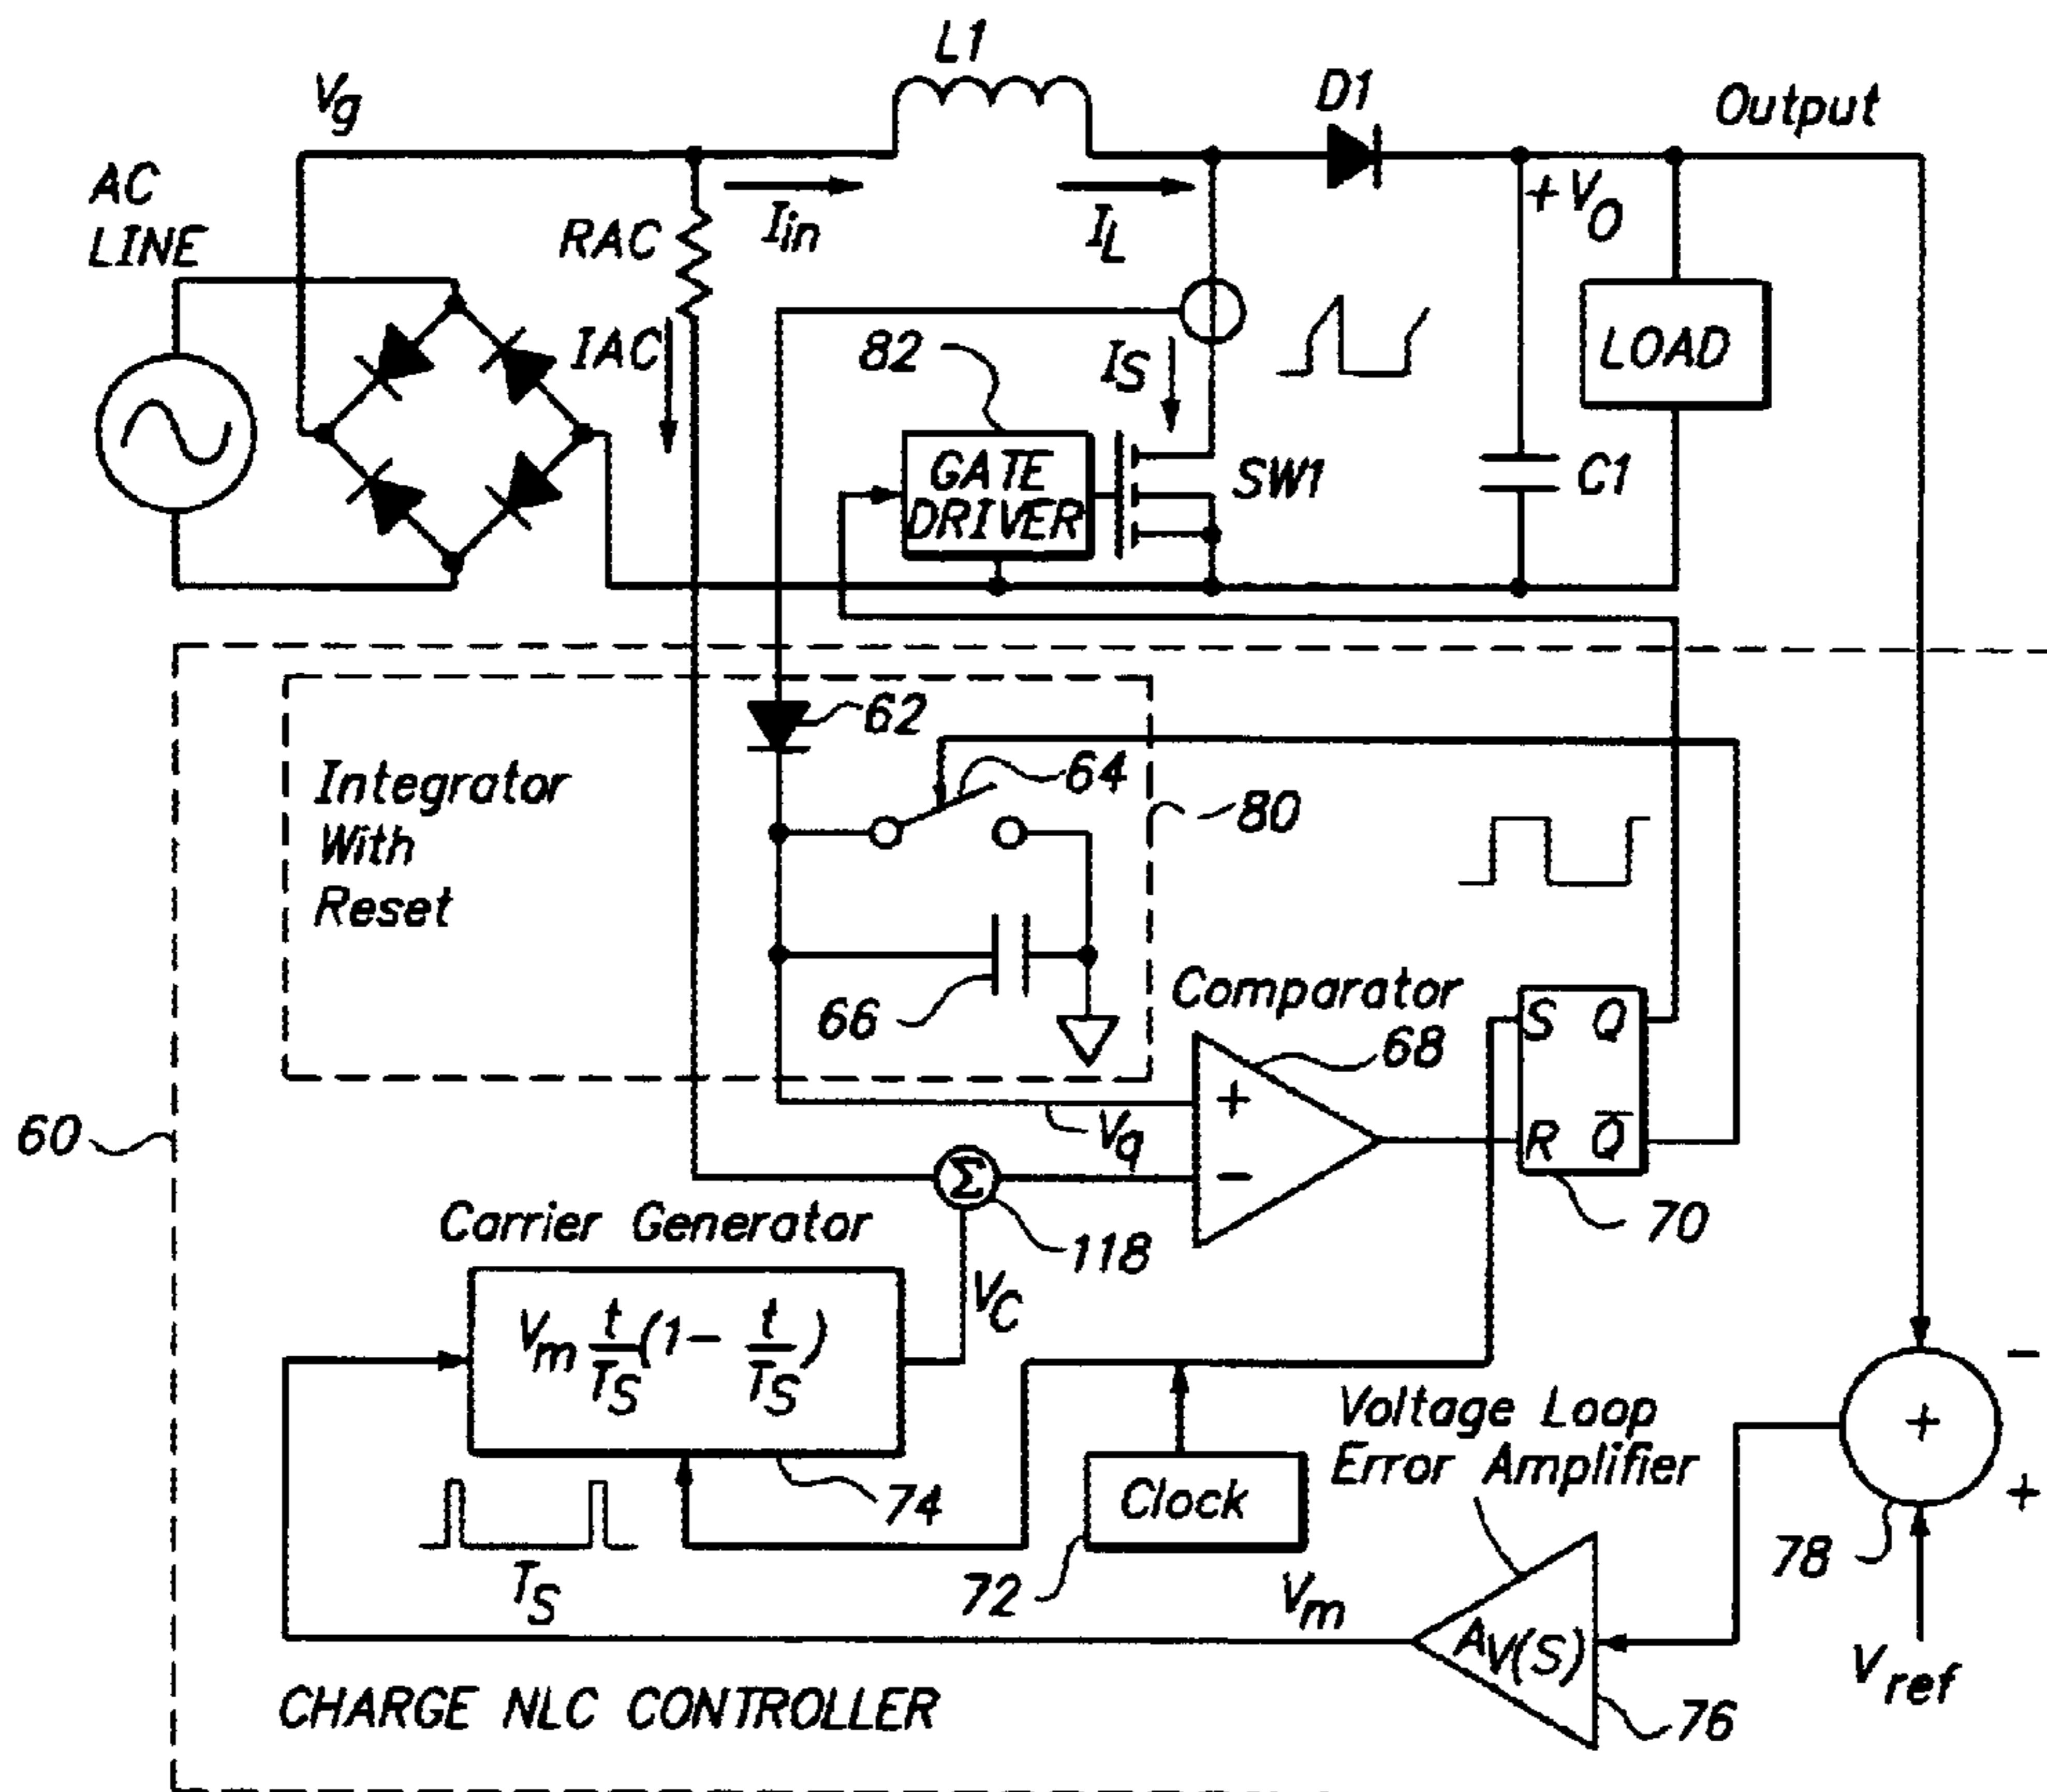 L1
Vg
D1
Output
AC
LINE
RAC
Iin
IL
+VO
IAC
82
IS
LOAD
GATE
DRIVER
SW1
C1
62
Integrator
With
Reset
64
80
66
Comparator
68
S Q
+
R Q̅
Vq
60
Σ
−
70
Carrier Generator
118
VC
Vm t/TS (1− t/TS)
−
+
Voltage Loop
Error Amplifier
+
74
Clock
78
TS
72
Vm
AV(S)
Vref
76
CHARGE NLC CONTROLLER